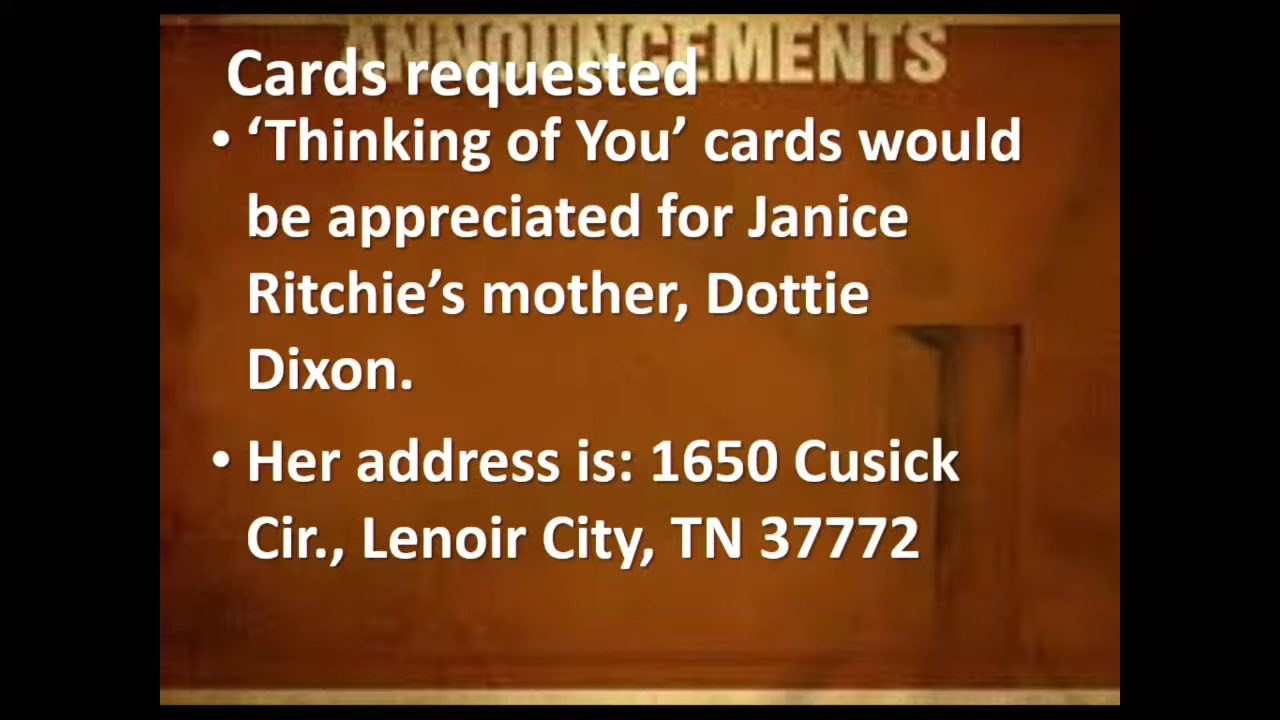 ANNOUNCEMENTS
Cards requested
• ‘Thinking of You’ cards would
be appreciated for Janice
Ritchie’s mother, Dottie
Dixon.
• Her address is: 1650 Cusick
Cir., Lenoir City, TN 37772